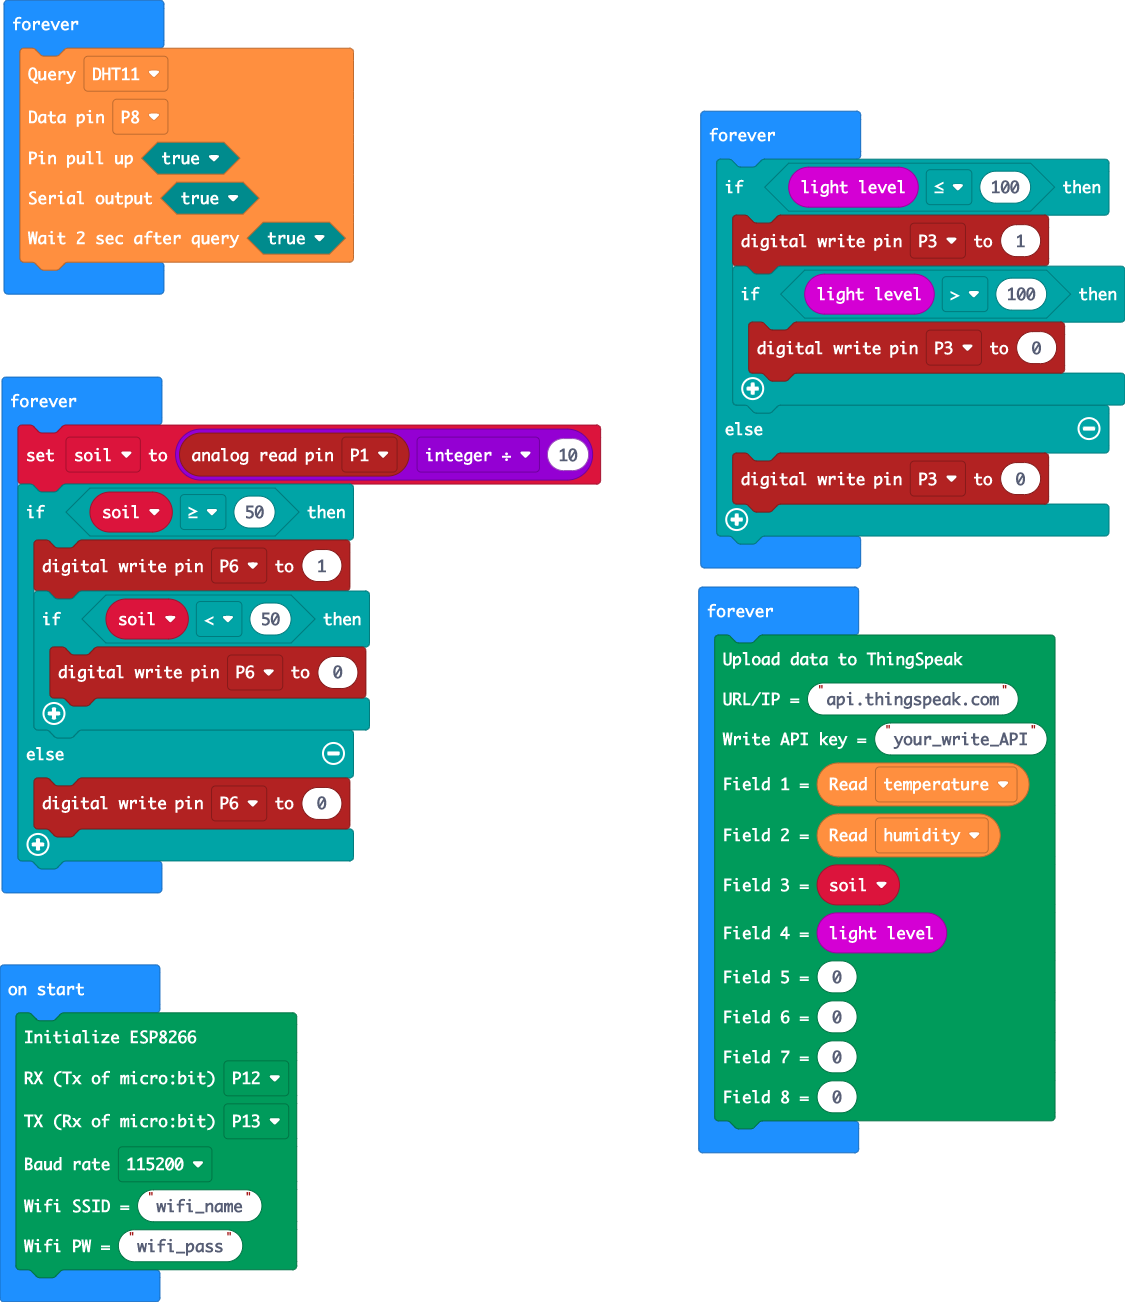 forever
Query DHT11
Data pin P8
Pin pull up true
Serial output true
Wait 2 sec after query true
forever
set soil to analog read pin P1 integer ÷ 10
if soil ≥ 50 then
digital write pin P6 to 1
if soil < 50 then
digital write pin P6 to 0
else
digital write pin P6 to 0
on start
Initialize ESP8266
RX (Tx of micro:bit) P12
TX (Rx of micro:bit) P13
Baud rate 115200
Wifi SSID = "wifi_name"
Wifi PW = "wifi_pass"
forever
if light level ≤ 100 then
digital write pin P3 to 1
if light level > 100 then
digital write pin P3 to 0
else
digital write pin P3 to 0
forever
Upload data to ThingSpeak
URL/IP = "api.thingspeak.com"
Write API key = "your_write_API"
Field 1 = Read temperature
Field 2 = Read humidity
Field 3 = soil
Field 4 = light level
Field 5 = 0
Field 6 = 0
Field 7 = 0
Field 8 = 0